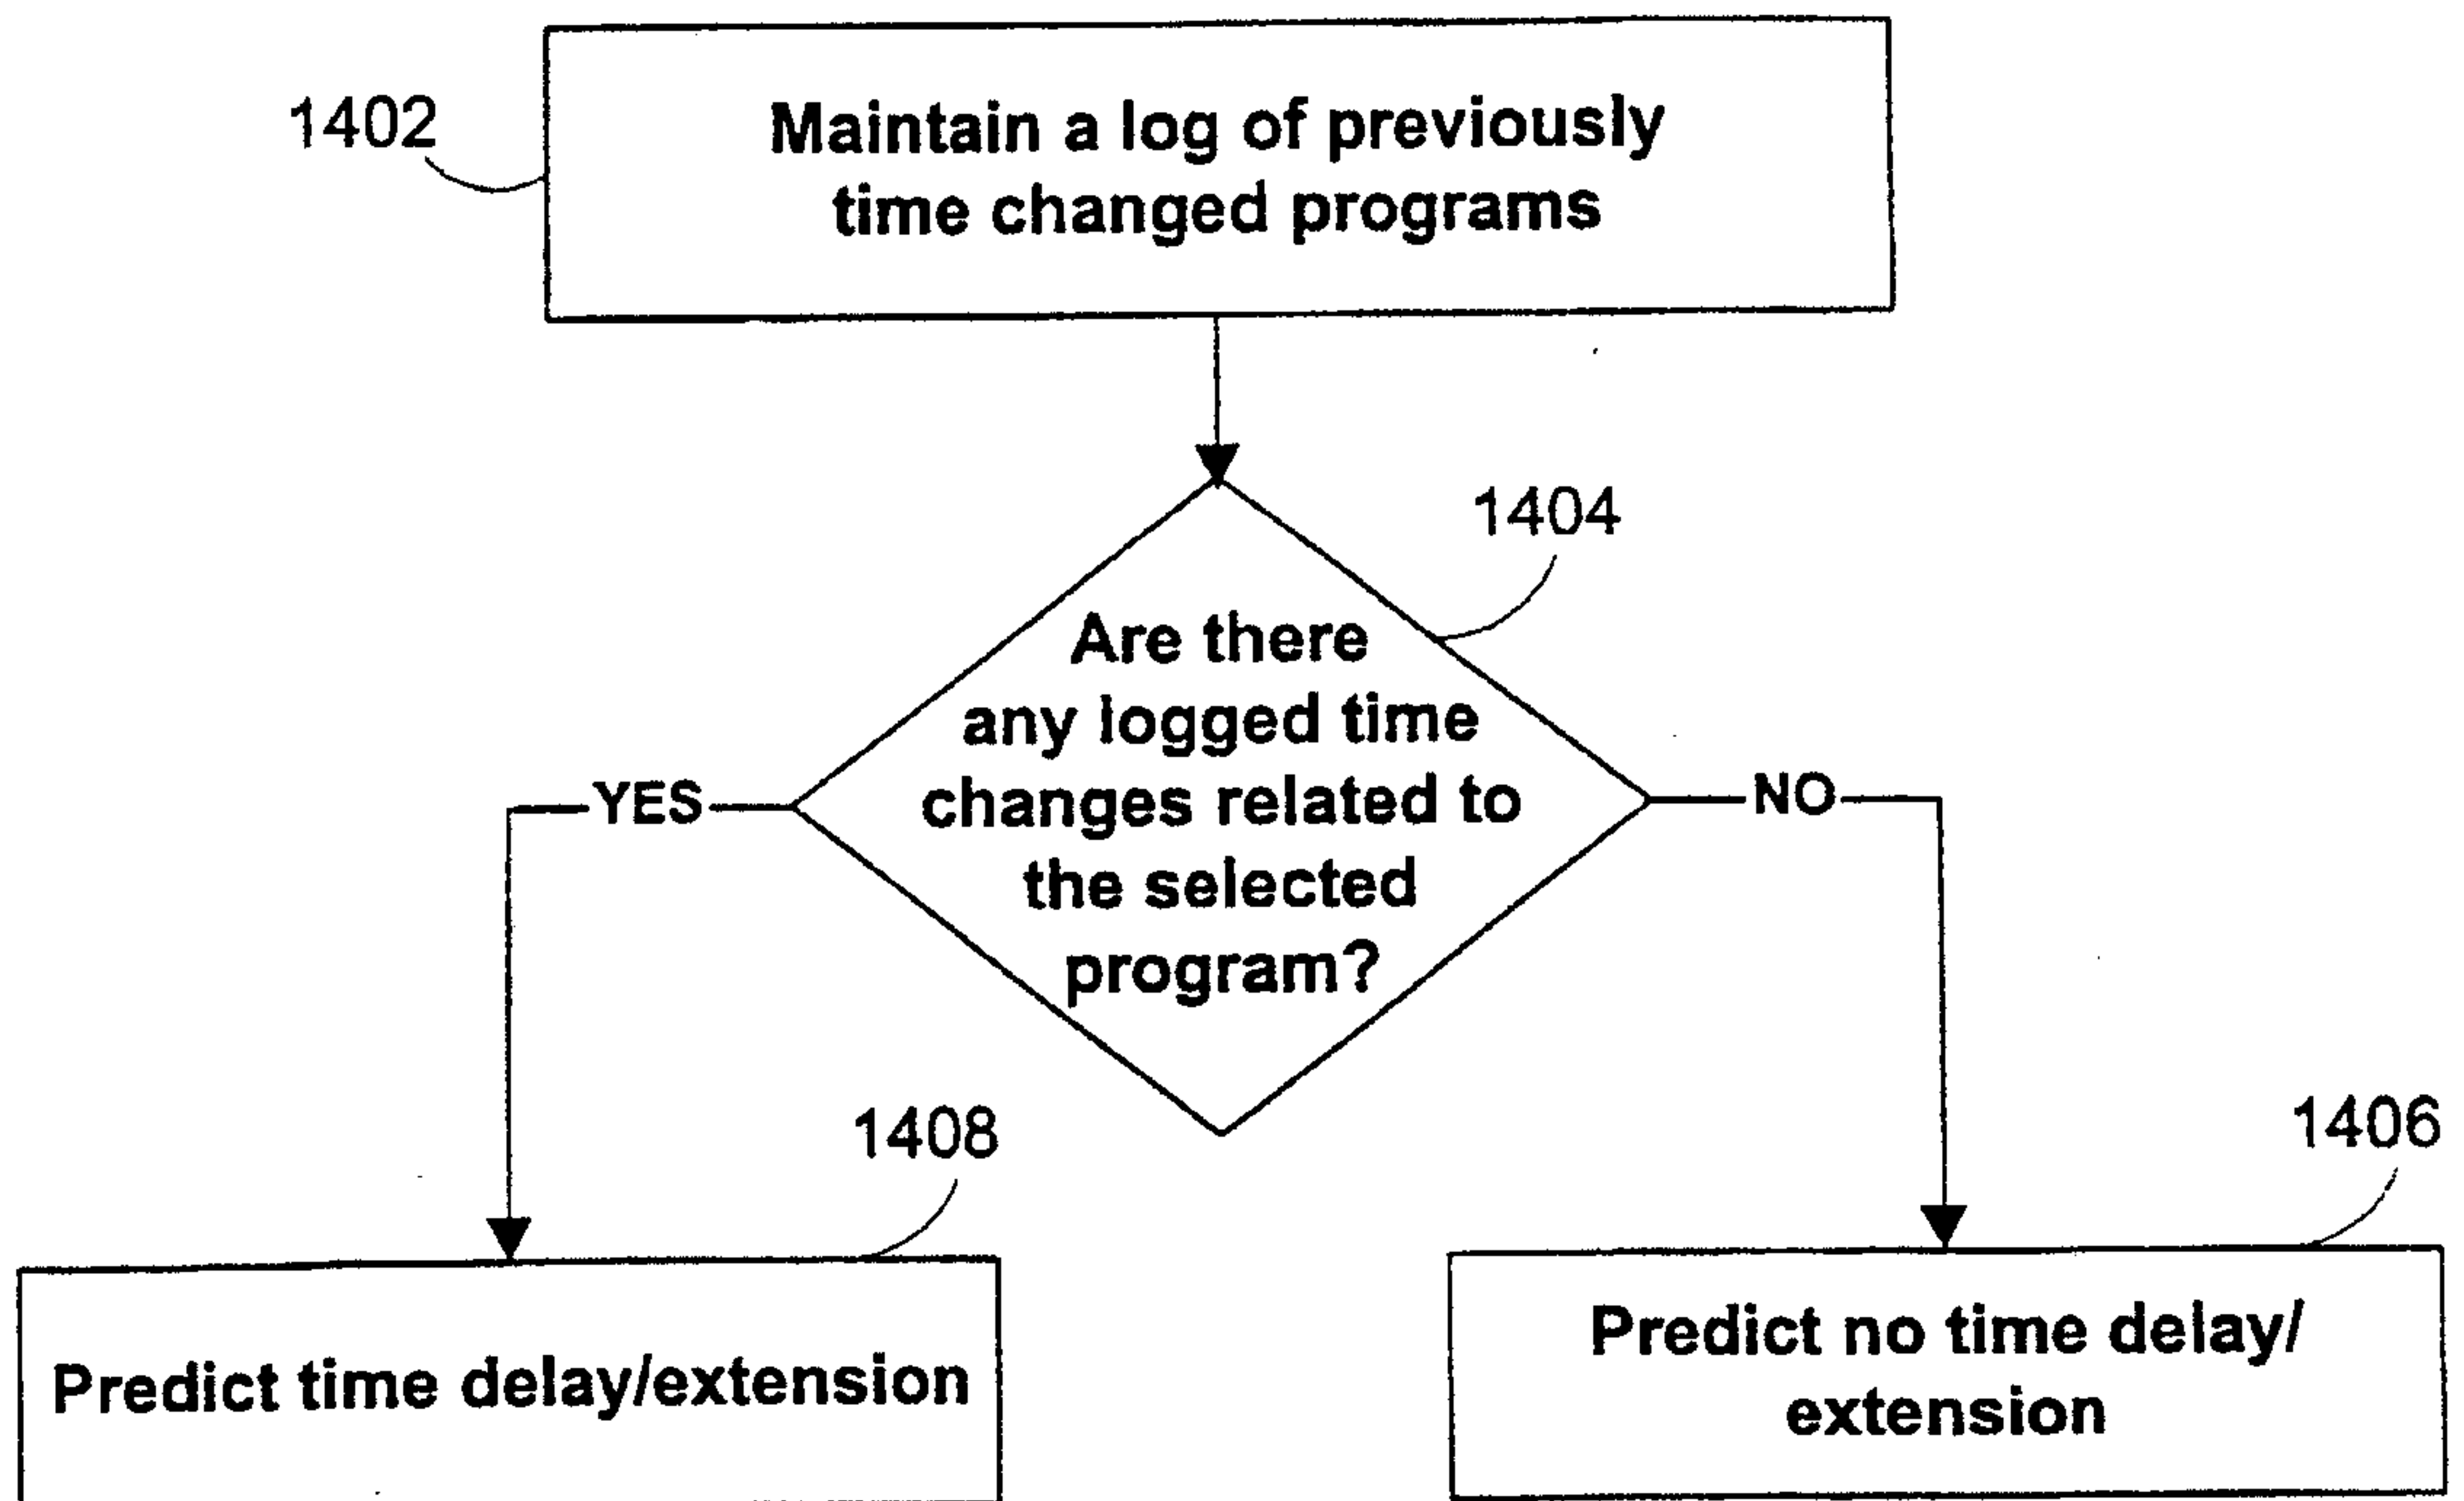 1402
Maintain a log of previously
time changed programs
1404
Are there
any logged time
changes related to
the selected
program?
YES
NO
1408
1406
Predict time delay/extension
Predict no time delay/
extension